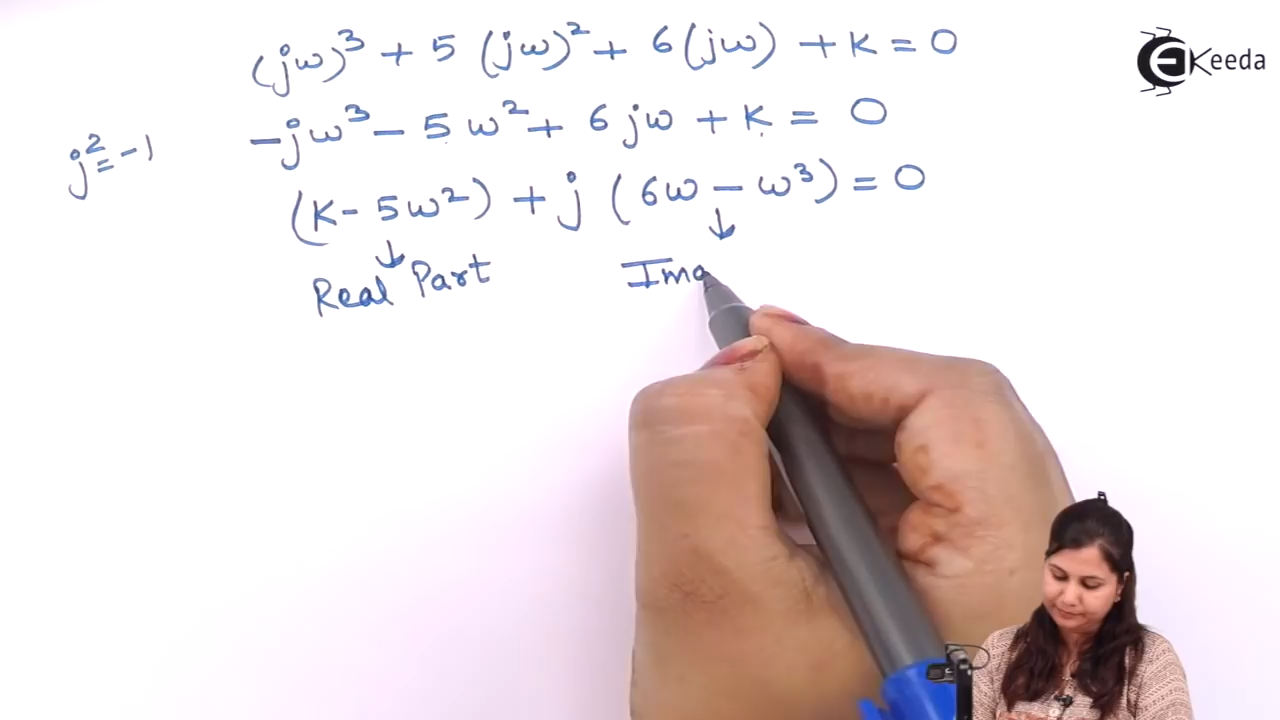 (jω)³ + 5 (jω)² + 6(jω) + K = 0
-jω³ - 5ω² + 6jω + K = 0
j² = -1
(K - 5ω²) + j (6ω - ω³) = 0
↓ ↓
Real Part Ima
EKeeda